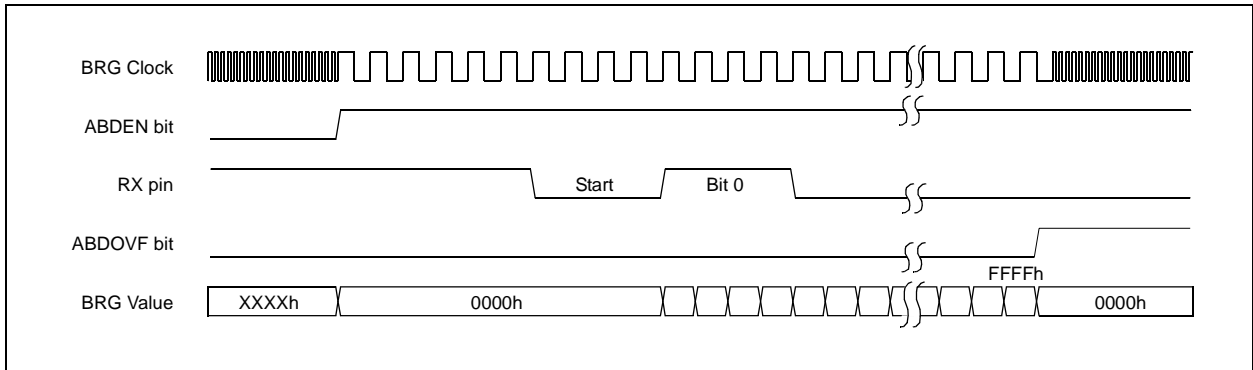 BRG Clock
ABDEN bit
RX pin
Start
Bit 0
ABDOVF bit
FFFFh
BRG Value
XXXXh
0000h
0000h